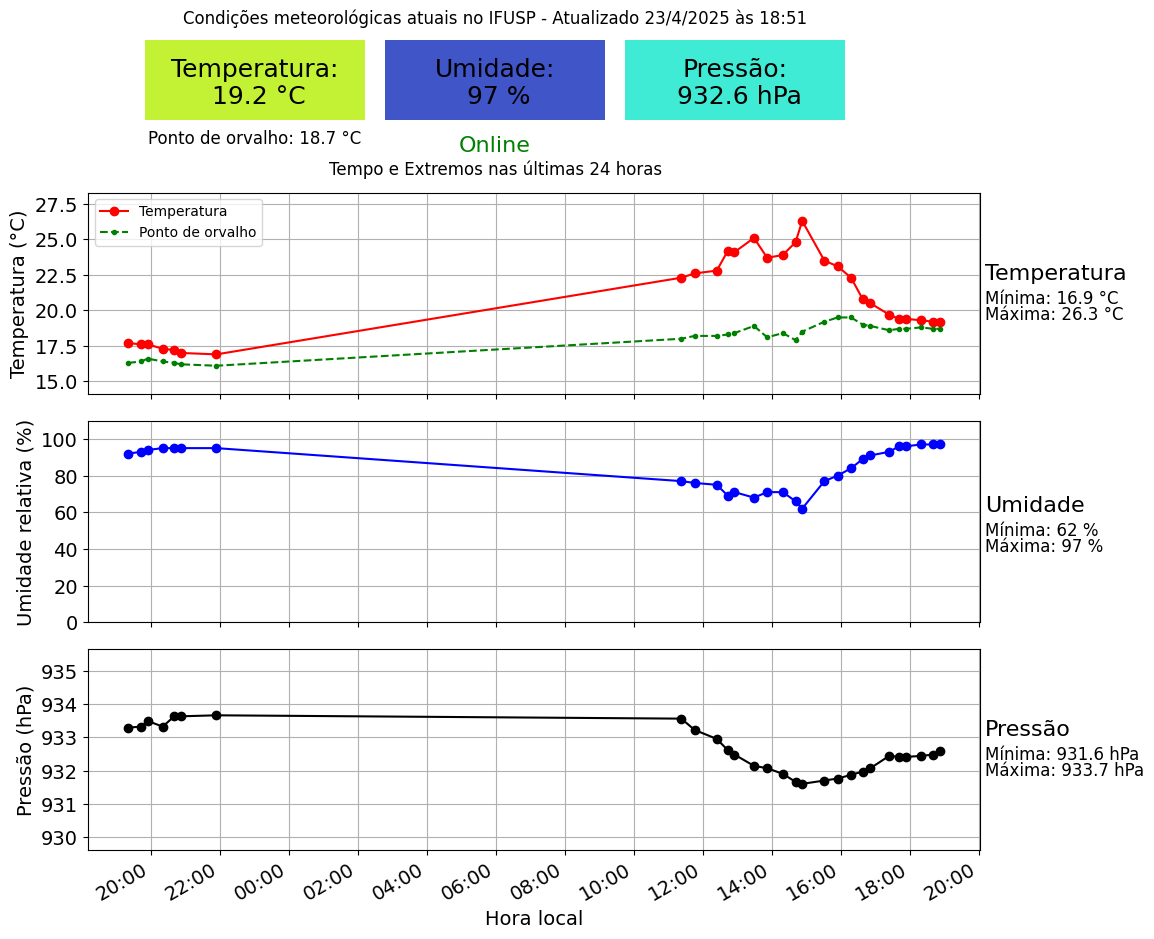 Condições meteorológicas atuais no IFUSP - Atualizado 23/4/2025 às 18:51
Temperatura:
19.2 °C
Umidade:
97 %
Pressão:
932.6 hPa
Ponto de orvalho: 18.7 °C
Online
Tempo e Extremos nas últimas 24 horas
Temperatura (°C)
27.5
25.0
22.5
20.0
17.5
15.0
Temperatura
Ponto de orvalho
Temperatura
Mínima: 16.9 °C
Máxima: 26.3 °C
Umidade relativa (%)
100
80
60
40
20
0
Umidade
Mínima: 62 %
Máxima: 97 %
Pressão (hPa)
935
934
933
932
931
930
Pressão
Mínima: 931.6 hPa
Máxima: 933.7 hPa
20:00 22:00 00:00 02:00 04:00 06:00 08:00 10:00 12:00 14:00 16:00 18:00 20:00
Hora local